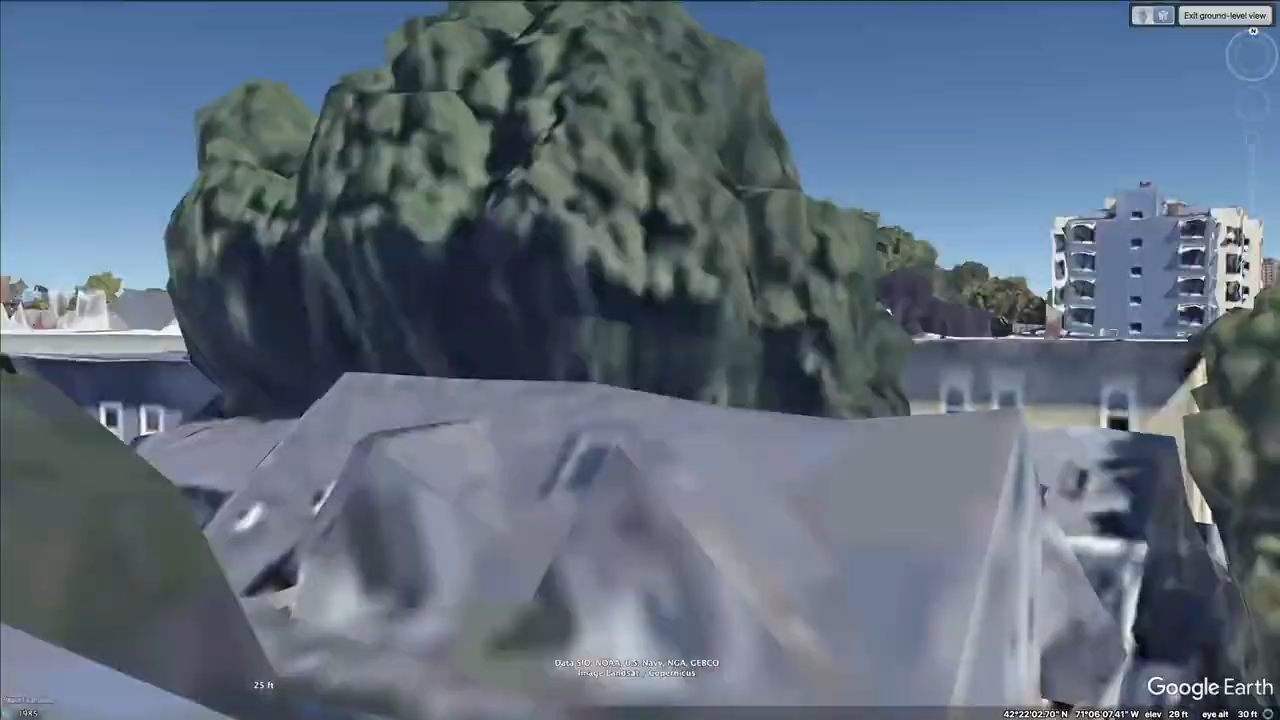 Exit ground-level view
N
Data SIO, NOAA, U.S. Navy, NGA, GEBCO
Image Landsat / Copernicus
25 ft
Google Earth
1985
42°22'02.70" N 71°06'07.41" W elev 29 ft eye alt 30 ft